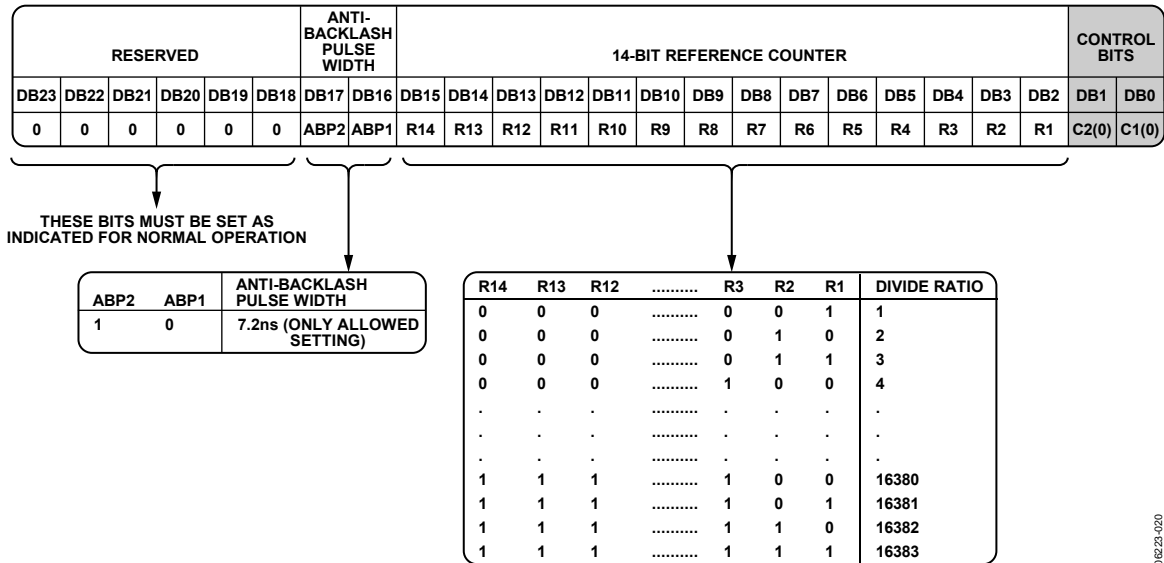 RESERVED
ANTI-
BACKLASH
PULSE
WIDTH
14-BIT REFERENCE COUNTER
CONTROL
BITS
DB23 DB22 DB21 DB20 DB19 DB18 DB17 DB16 DB15 DB14 DB13 DB12 DB11 DB10 DB9 DB8 DB7 DB6 DB5 DB4 DB3 DB2 DB1 DB0
0 0 0 0 0 0 ABP2 ABP1 R14 R13 R12 R11 R10 R9 R8 R7 R6 R5 R4 R3 R2 R1 C2(0) C1(0)
THESE BITS MUST BE SET AS
INDICATED FOR NORMAL OPERATION
ABP2 ABP1 ANTI-BACKLASH
PULSE WIDTH
1 0 7.2ns (ONLY ALLOWED
SETTING)
R14 R13 R12 .......... R3 R2 R1 DIVIDE RATIO
0 0 0 .......... 0 0 1 1
0 0 0 .......... 0 1 0 2
0 0 0 .......... 0 1 1 3
0 0 0 .......... 1 0 0 4
. . . .......... . . . .
. . . .......... . . . .
. . . .......... . . . .
1 1 1 .......... 1 0 0 16380
1 1 1 .......... 1 0 1 16381
1 1 1 .......... 1 1 0 16382
1 1 1 .......... 1 1 1 16383
06223-020